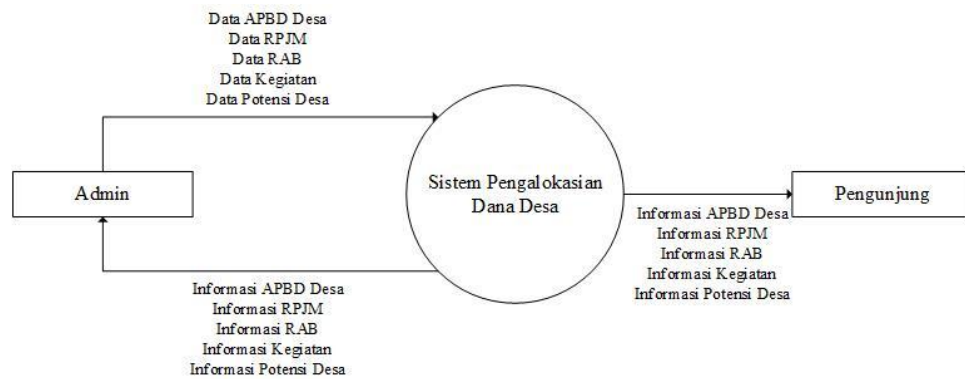 Data APBD Desa
Data RPJM
Data RAB
Data Kegiatan
Data Potensi Desa
Admin
Sistem Pengalokasian
Dana Desa
Pengunjung
Informasi APBD Desa
Informasi RPJM
Informasi RAB
Informasi Kegiatan
Informasi Potensi Desa
Informasi APBD Desa
Informasi RPJM
Informasi RAB
Informasi Kegiatan
Informasi Potensi Desa